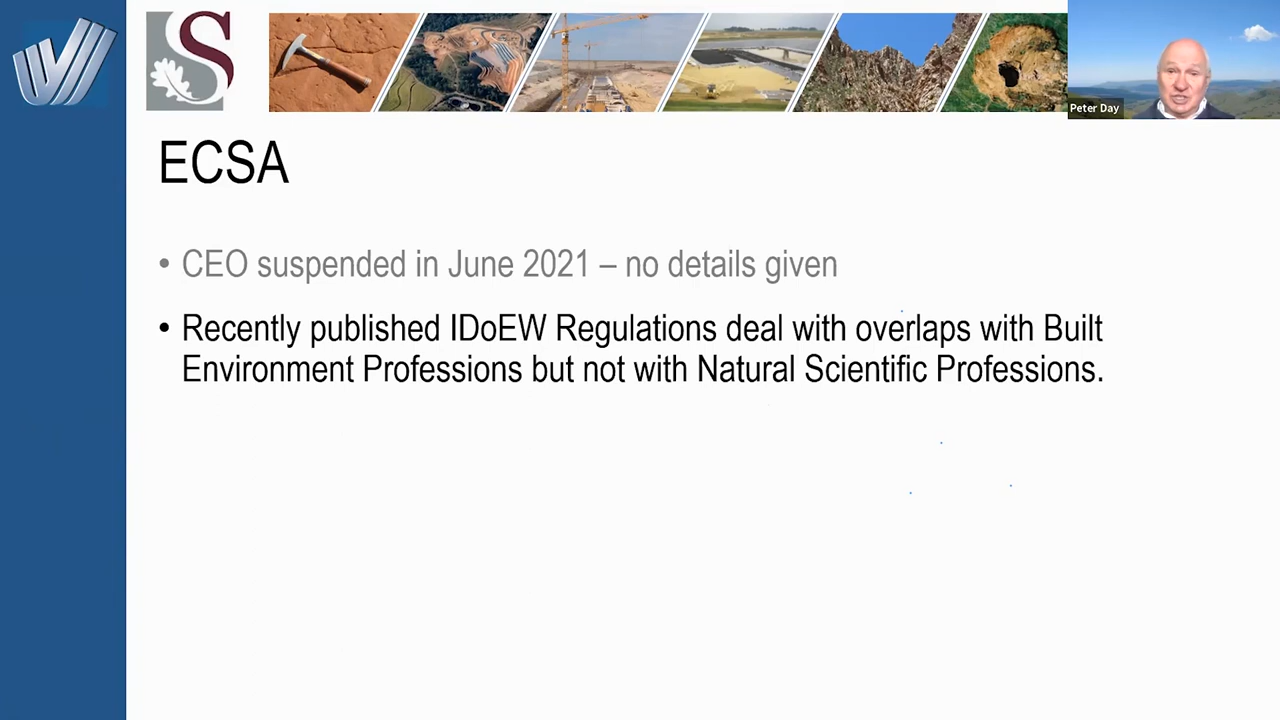 S
Peter Day
ECSA
• CEO suspended in June 2021 – no details given
• Recently published IDoEW Regulations deal with overlaps with Built
Environment Professions but not with Natural Scientific Professions.